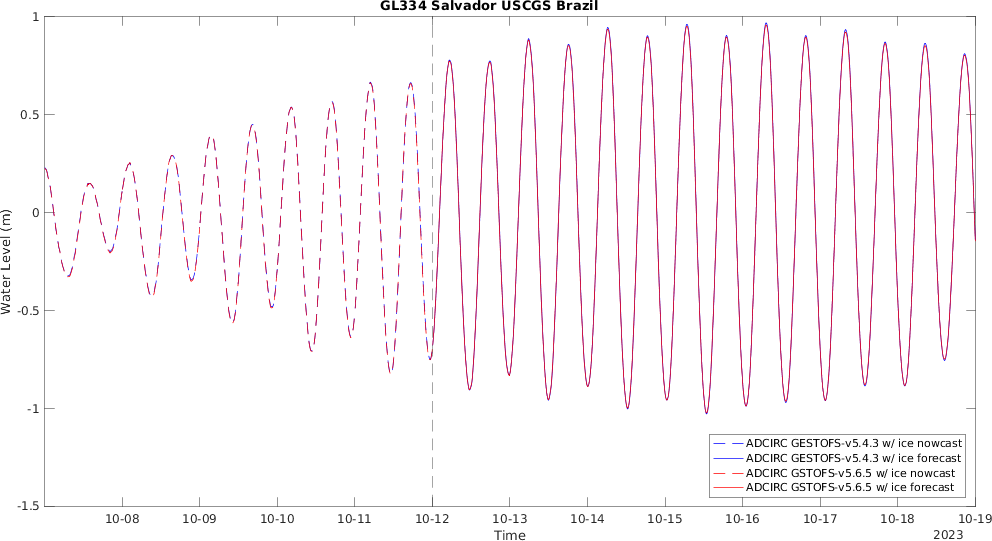 GL334 Salvador USCGS Brazil
1
0.5
0
-0.5
-1
-1.5
Water Level (m)
ADCIRC GESTOFS-v5.4.3 w/ ice nowcast
ADCIRC GESTOFS-v5.4.3 w/ ice forecast
ADCIRC GSTOFS-v5.6.5 w/ ice nowcast
ADCIRC GSTOFS-v5.6.5 w/ ice forecast
10-08 10-09 10-10 10-11 10-12 10-13 10-14 10-15 10-16 10-17 10-18 10-19
Time
2023